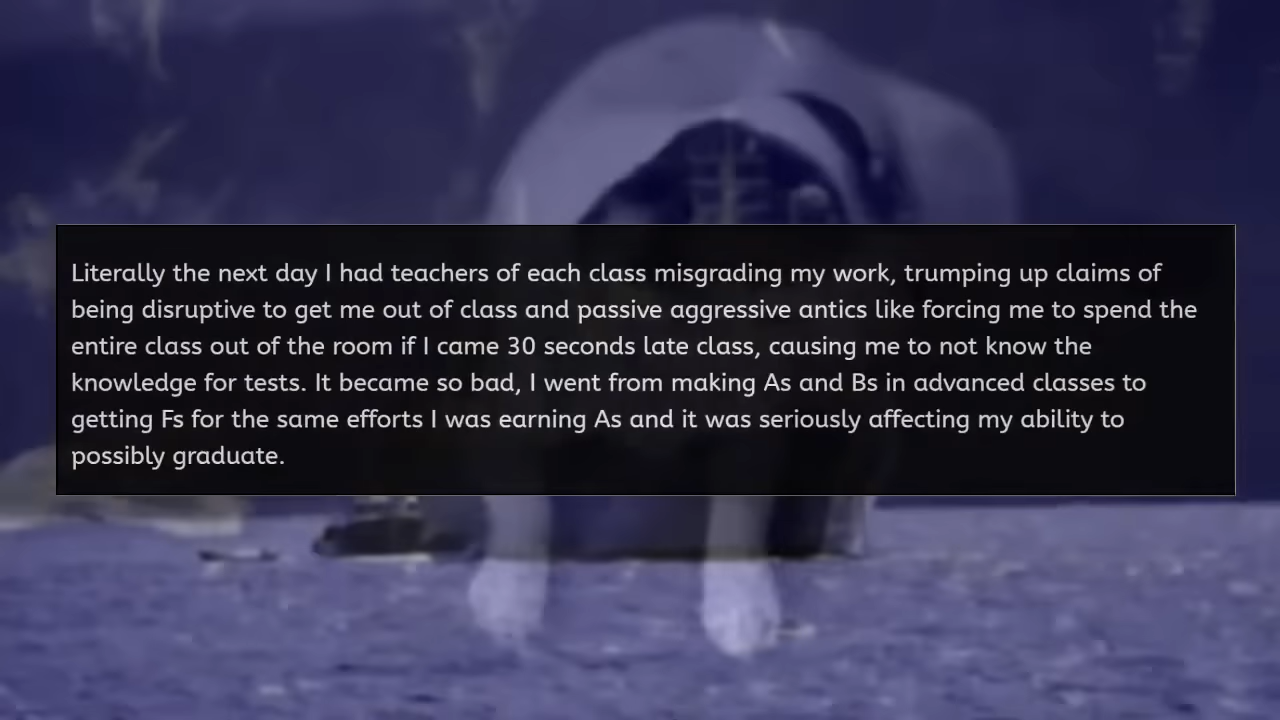 Literally the next day I had teachers of each class misgrading my work, trumping up claims of
being disruptive to get me out of class and passive aggressive antics like forcing me to spend the
entire class out of the room if I came 30 seconds late class, causing me to not know the
knowledge for tests. It became so bad, I went from making As and Bs in advanced classes to
getting Fs for the same efforts I was earning As and it was seriously affecting my ability to
possibly graduate.